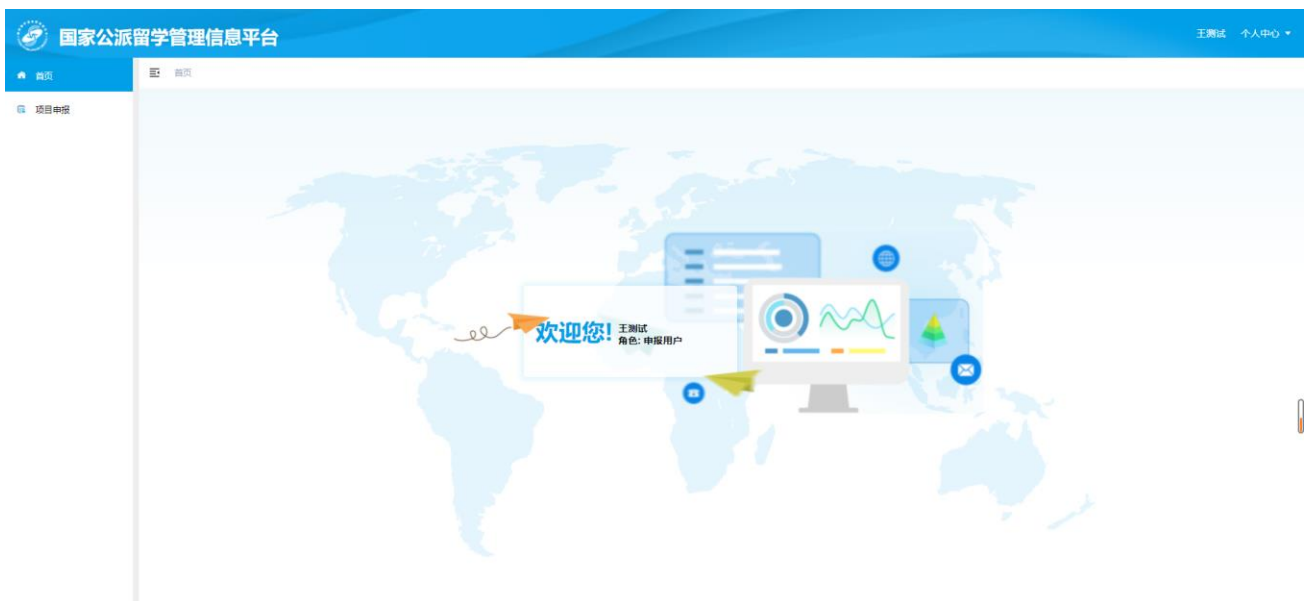 国家公派留学管理信息平台
王测试 个人中心
首页
首页
项目申报
欢迎您!
王测试
角色: 申报用户